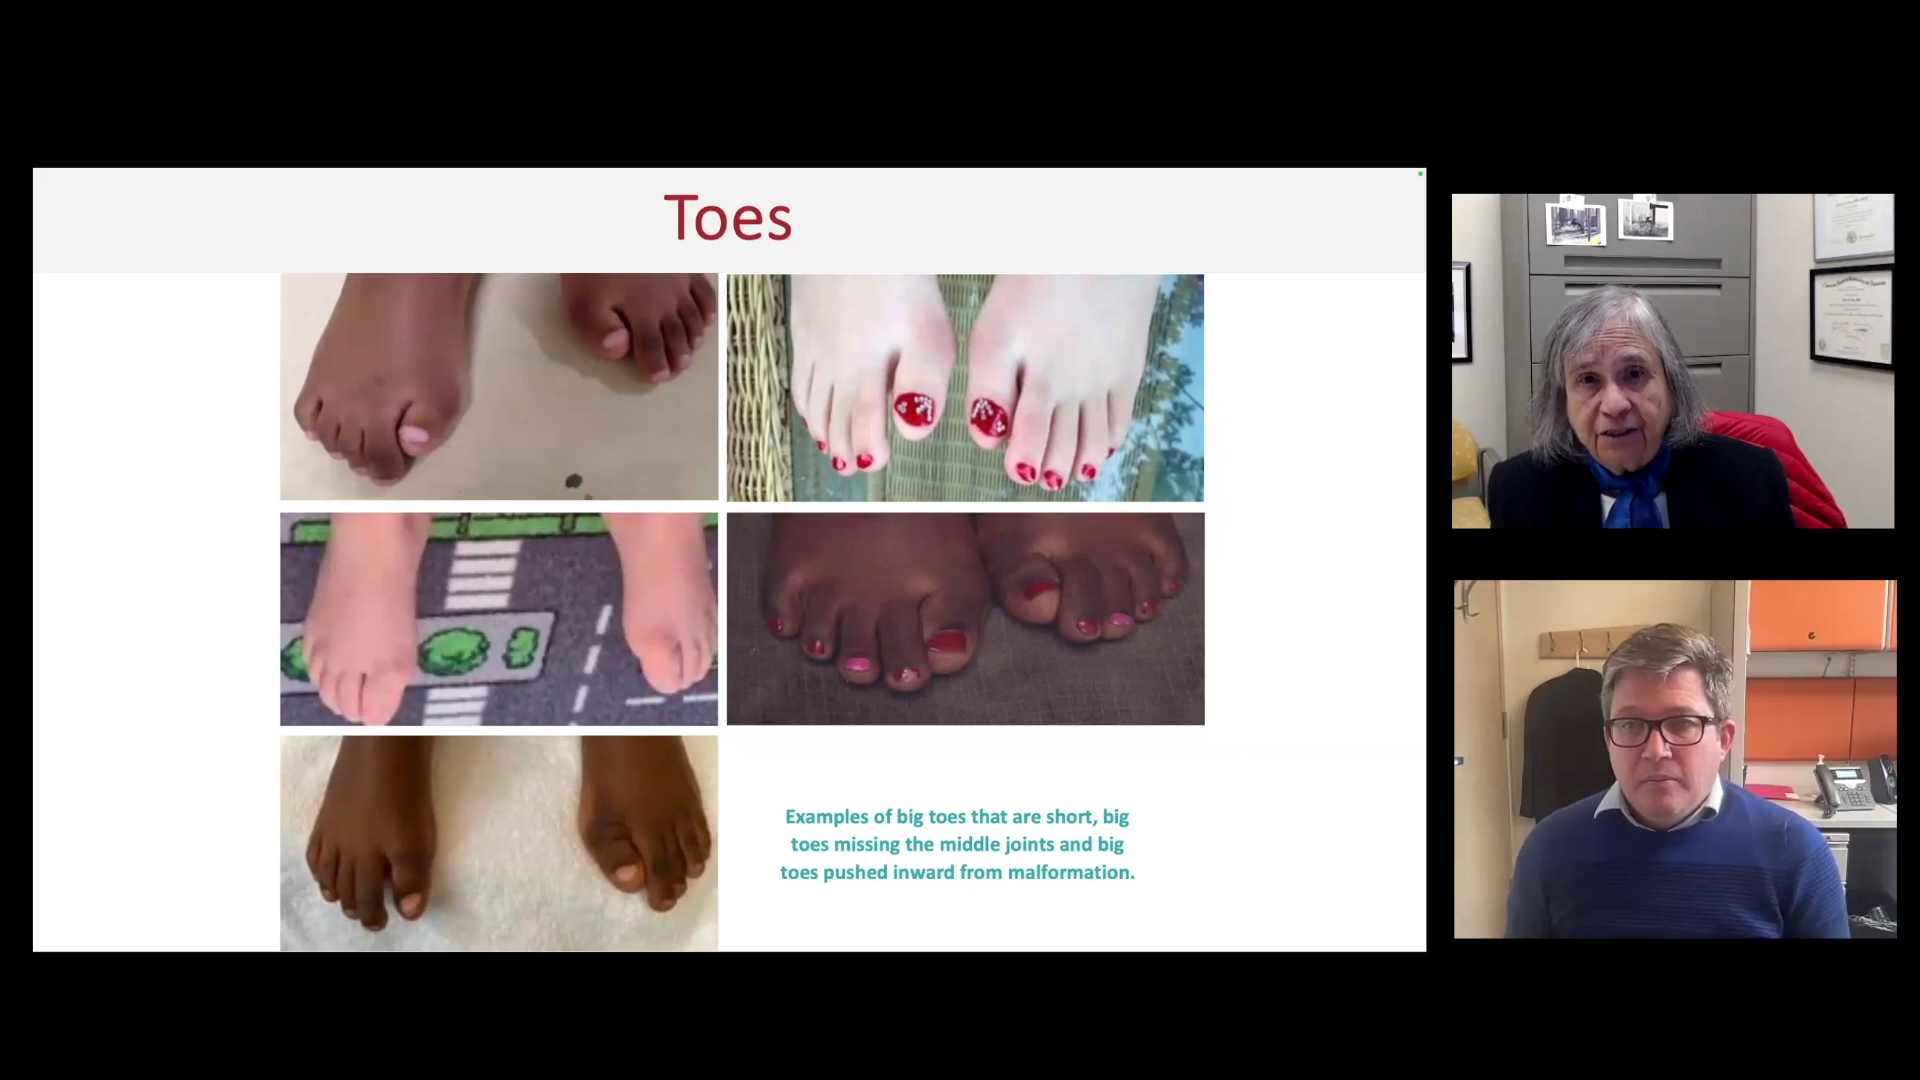 Toes
Examples of big toes that are short, big
toes missing the middle joints and big
toes pushed inward from malformation.